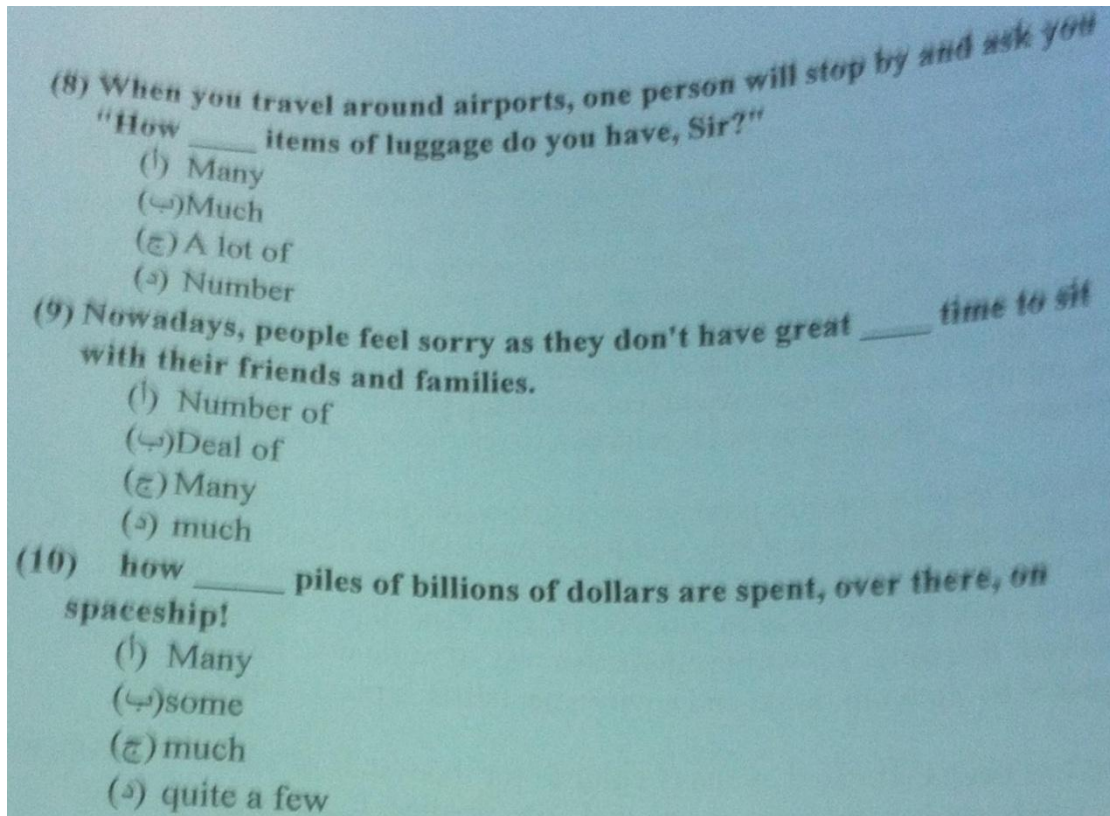 (8) When you travel around airports, one person will stop by and ask you
"How ____ items of luggage do you have, Sir?"
(أ) Many
(ب)Much
(ج) A lot of
(د) Number
(9) Nowadays, people feel sorry as they don't have great ____ time to sit
with their friends and families.
(أ) Number of
(ب)Deal of
(ج) Many
(د) much
(10) how ____ piles of billions of dollars are spent, over there, on
spaceship!
(أ) Many
(ب)some
(ج) much
(د) quite a few